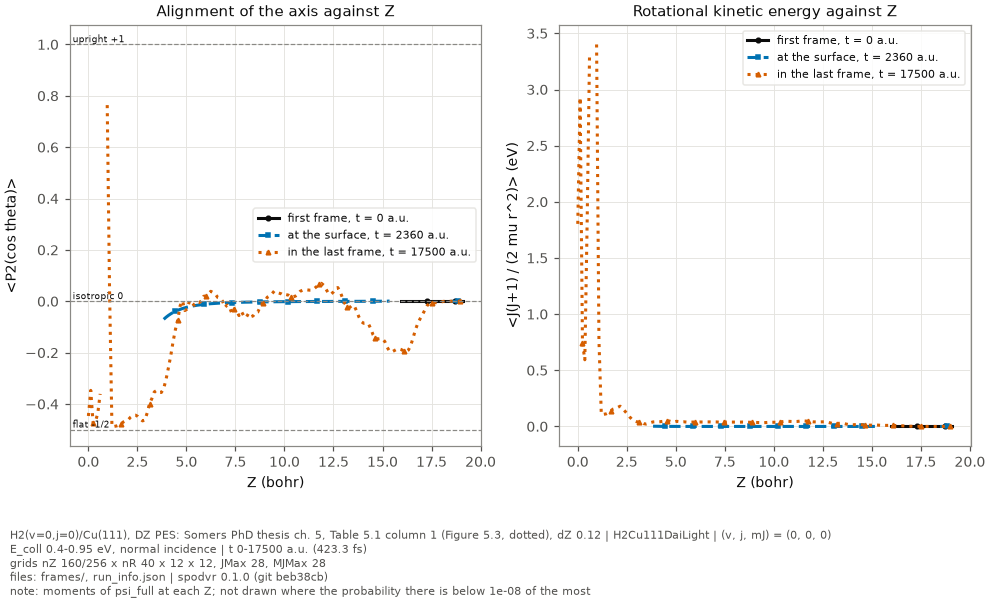 Alignment of the axis against Z
Rotational kinetic energy against Z
<P2(cos theta)>
1.0
0.8
0.6
0.4
0.2
0.0
−0.2
−0.4
upright +1
isotropic 0
flat -1/2
first frame, t = 0 a.u.
at the surface, t = 2360 a.u.
in the last frame, t = 17500 a.u.
0.0 2.5 5.0 7.5 10.0 12.5 15.0 17.5 20.0
Z (bohr)
<J(J+1) / (2 mu r^2)> (eV)
3.5
3.0
2.5
2.0
1.5
1.0
0.5
0.0
first frame, t = 0 a.u.
at the surface, t = 2360 a.u.
in the last frame, t = 17500 a.u.
0.0 2.5 5.0 7.5 10.0 12.5 15.0 17.5 20.0
Z (bohr)
H2(v=0,j=0)/Cu(111), DZ PES: Somers PhD thesis ch. 5, Table 5.1 column 1 (Figure 5.3, dotted), dZ 0.12 | H2Cu111DaiLight | (v, j, mJ) = (0, 0, 0)
E_coll 0.4-0.95 eV, normal incidence | t 0-17500 a.u. (423.3 fs)
grids nZ 160/256 x nR 40 x 12 x 12, JMax 28, MJMax 28
files: frames/, run_info.json | spodvr 0.1.0 (git beb38cb)
note: moments of psi_full at each Z; not drawn where the probability there is below 1e-08 of the most